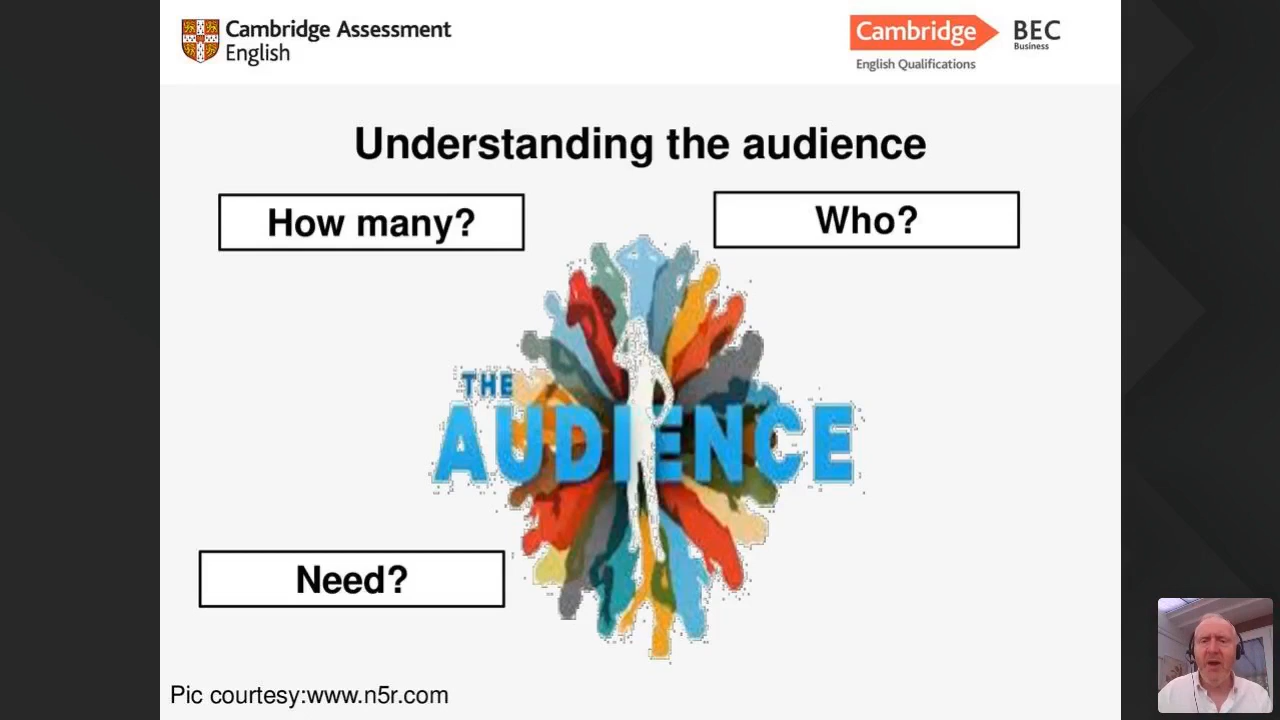 Cambridge Assessment
English
Cambridge
English Qualifications
BEC
Business
Understanding the audience
How many?
Who?
THE
AUDIENCE
Need?
Pic courtesy:www.n5r.com